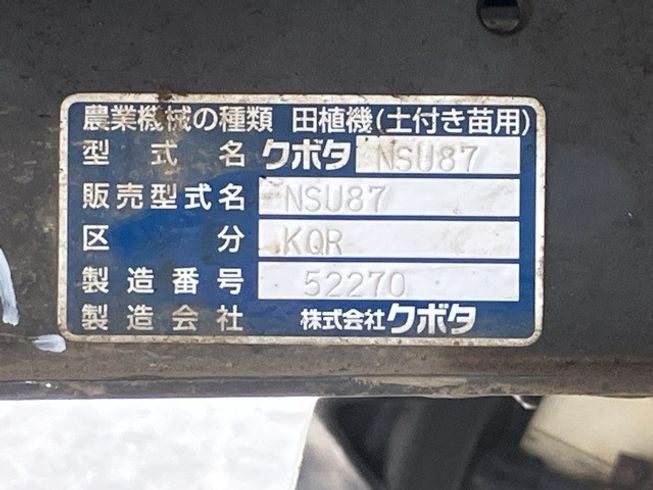 農業機械の種類 田植機(土付き苗用)
型式名 クボタ NSU87
販売型式名 NSU87
区分 KQR
製造番号 52270
製造会社 株式会社クボタ